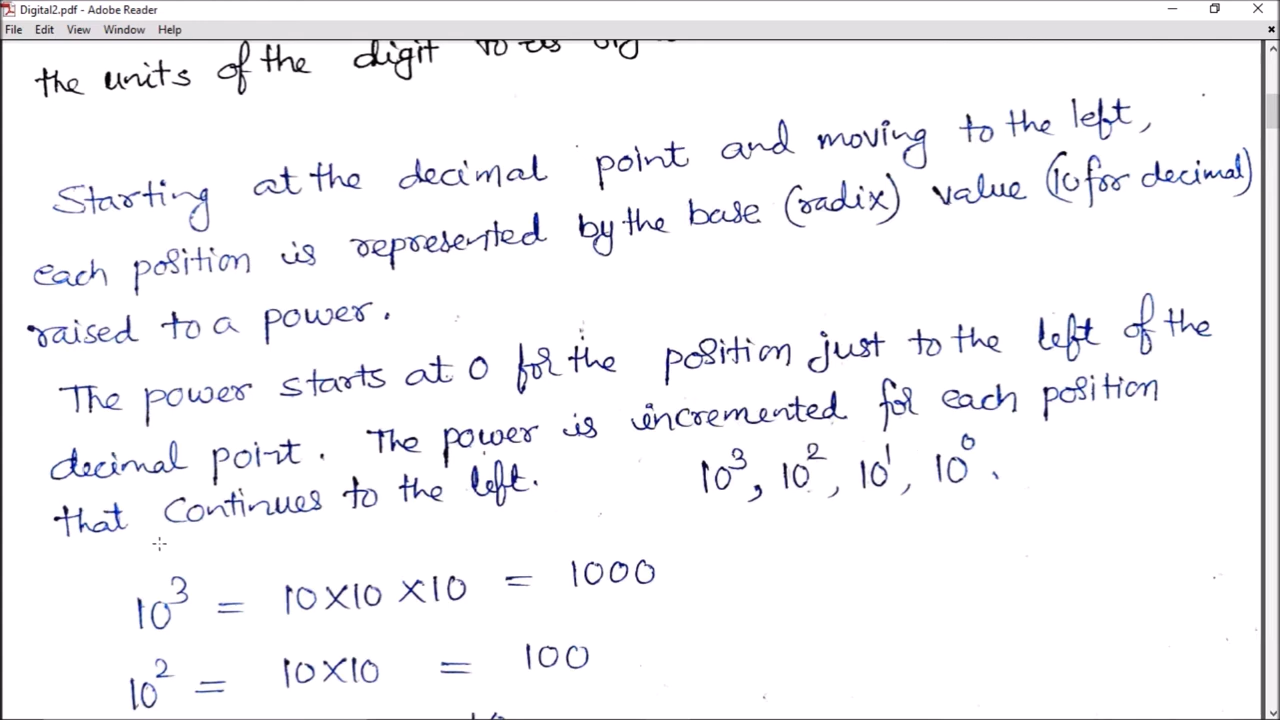 Digital2.pdf - Adobe Reader
File Edit View Window Help
the units of the digit
Starting at the decimal point and moving to the left,
each position is represented by the base (radix) value (10 for decimal)
raised to a power.
The power starts at 0 for the position just to the left of the
decimal point. The power is incremented for each position
that continues to the left. 10³, 10², 10¹, 10⁰.
10³ = 10×10×10 = 1000
10² = 10×10 = 100